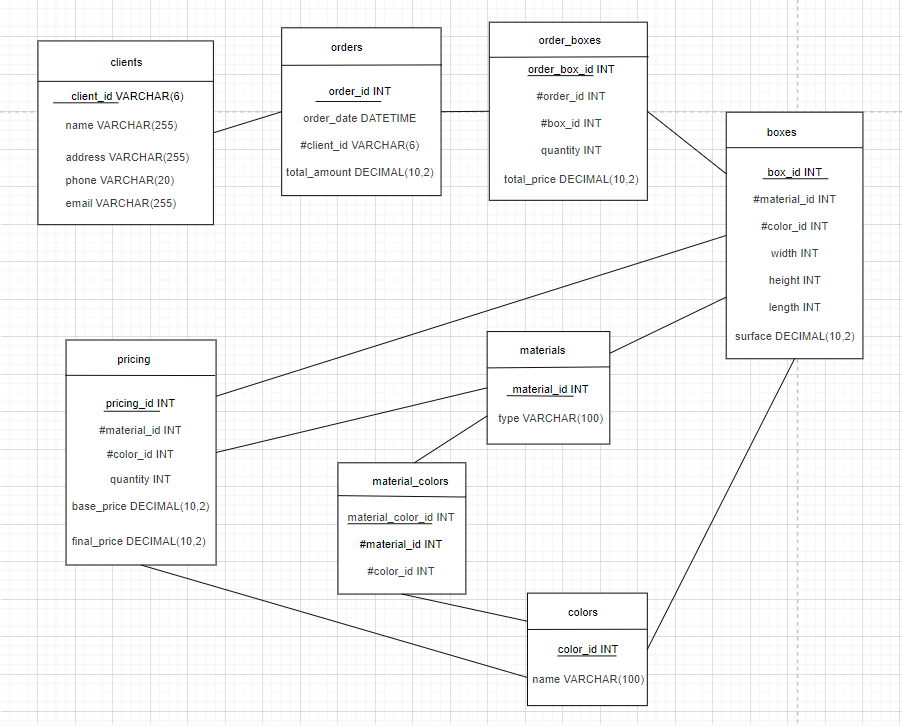 clients
client_id VARCHAR(6)
name VARCHAR(255)
address VARCHAR(255)
phone VARCHAR(20)
email VARCHAR(255)
orders
order_id INT
order_date DATETIME
#client_id VARCHAR(6)
total_amount DECIMAL(10,2)
order_boxes
order_box_id INT
#order_id INT
#box_id INT
quantity INT
total_price DECIMAL(10,2)
boxes
box_id INT
#material_id INT
#color_id INT
width INT
height INT
length INT
surface DECIMAL(10,2)
pricing
pricing_id INT
#material_id INT
#color_id INT
quantity INT
base_price DECIMAL(10,2)
final_price DECIMAL(10,2)
materials
material_id INT
type VARCHAR(100)
material_colors
material_color_id INT
#material_id INT
#color_id INT
colors
color_id INT
name VARCHAR(100)